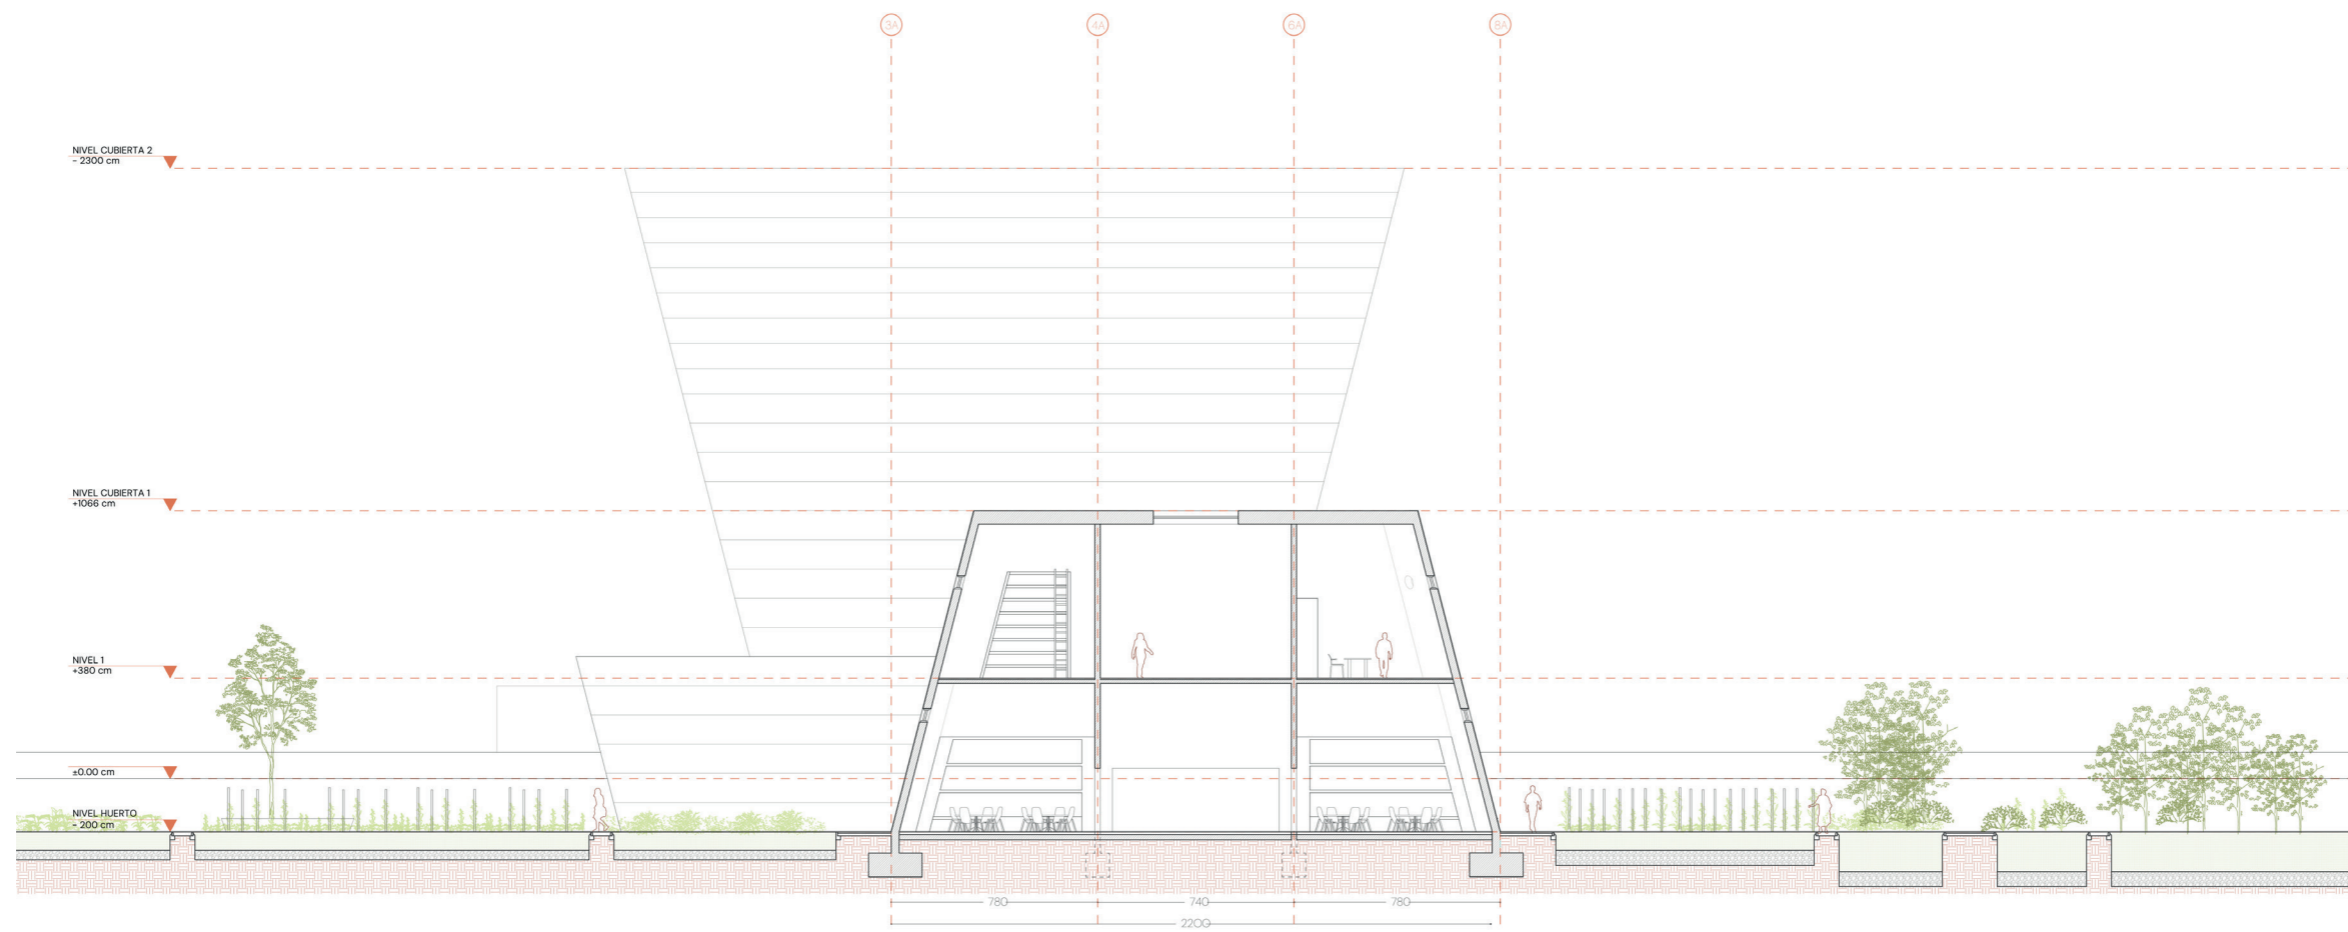 3A 4A 6A 8A
NIVEL CUBIERTA 2
- 2300 cm
NIVEL CUBIERTA 1
+1066 cm
NIVEL 1
+380 cm
±0.00 cm
NIVEL HUERTO
- 200 cm
780 740 780
2200